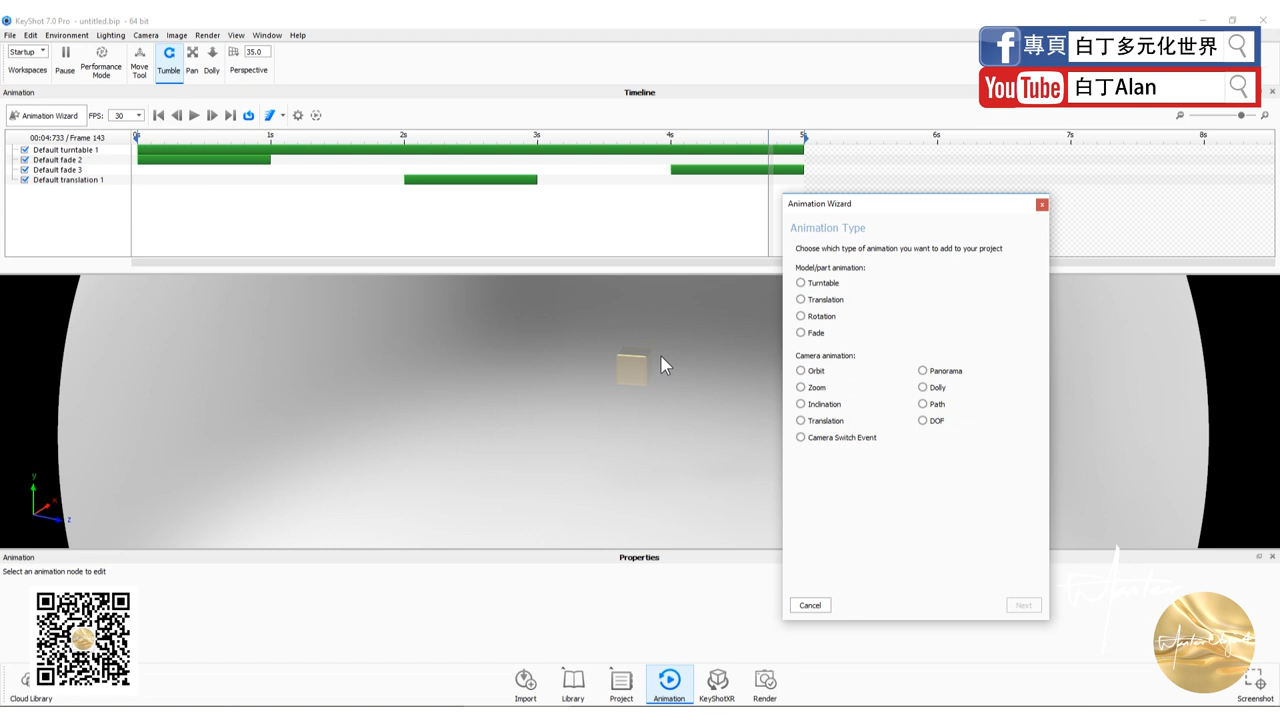 KeyShot 7.0 Pro - untitled.bip - 64 bit
File Edit Environment Lighting Camera Image Render View Window Help
Startup
35.0
Workspaces Pause Performance Mode Move Tool Tumble Pan Dolly Perspective
専頁 白丁多元化世界
YouTube 白丁Alan
Animation Timeline
Animation Wizard FPS: 30
00:04:733 / Frame 143
0s 1s 2s 3s 4s 5s 6s 7s 8s
Default turntable 1
Default fade 2
Default fade 3
Default translation 1
Animation Wizard
Animation Type
Choose which type of animation you want to add to your project
Model/part animation:
Turntable
Translation
Rotation
Fade
Camera animation:
Orbit Panorama
Zoom Dolly
Inclination Path
Translation DOF
Camera Switch Event
Cancel Next
y
x
z
Animation Properties
Select an animation node to edit
Cloud Library Import Library Project Animation KeyShotXR Render Screenshot